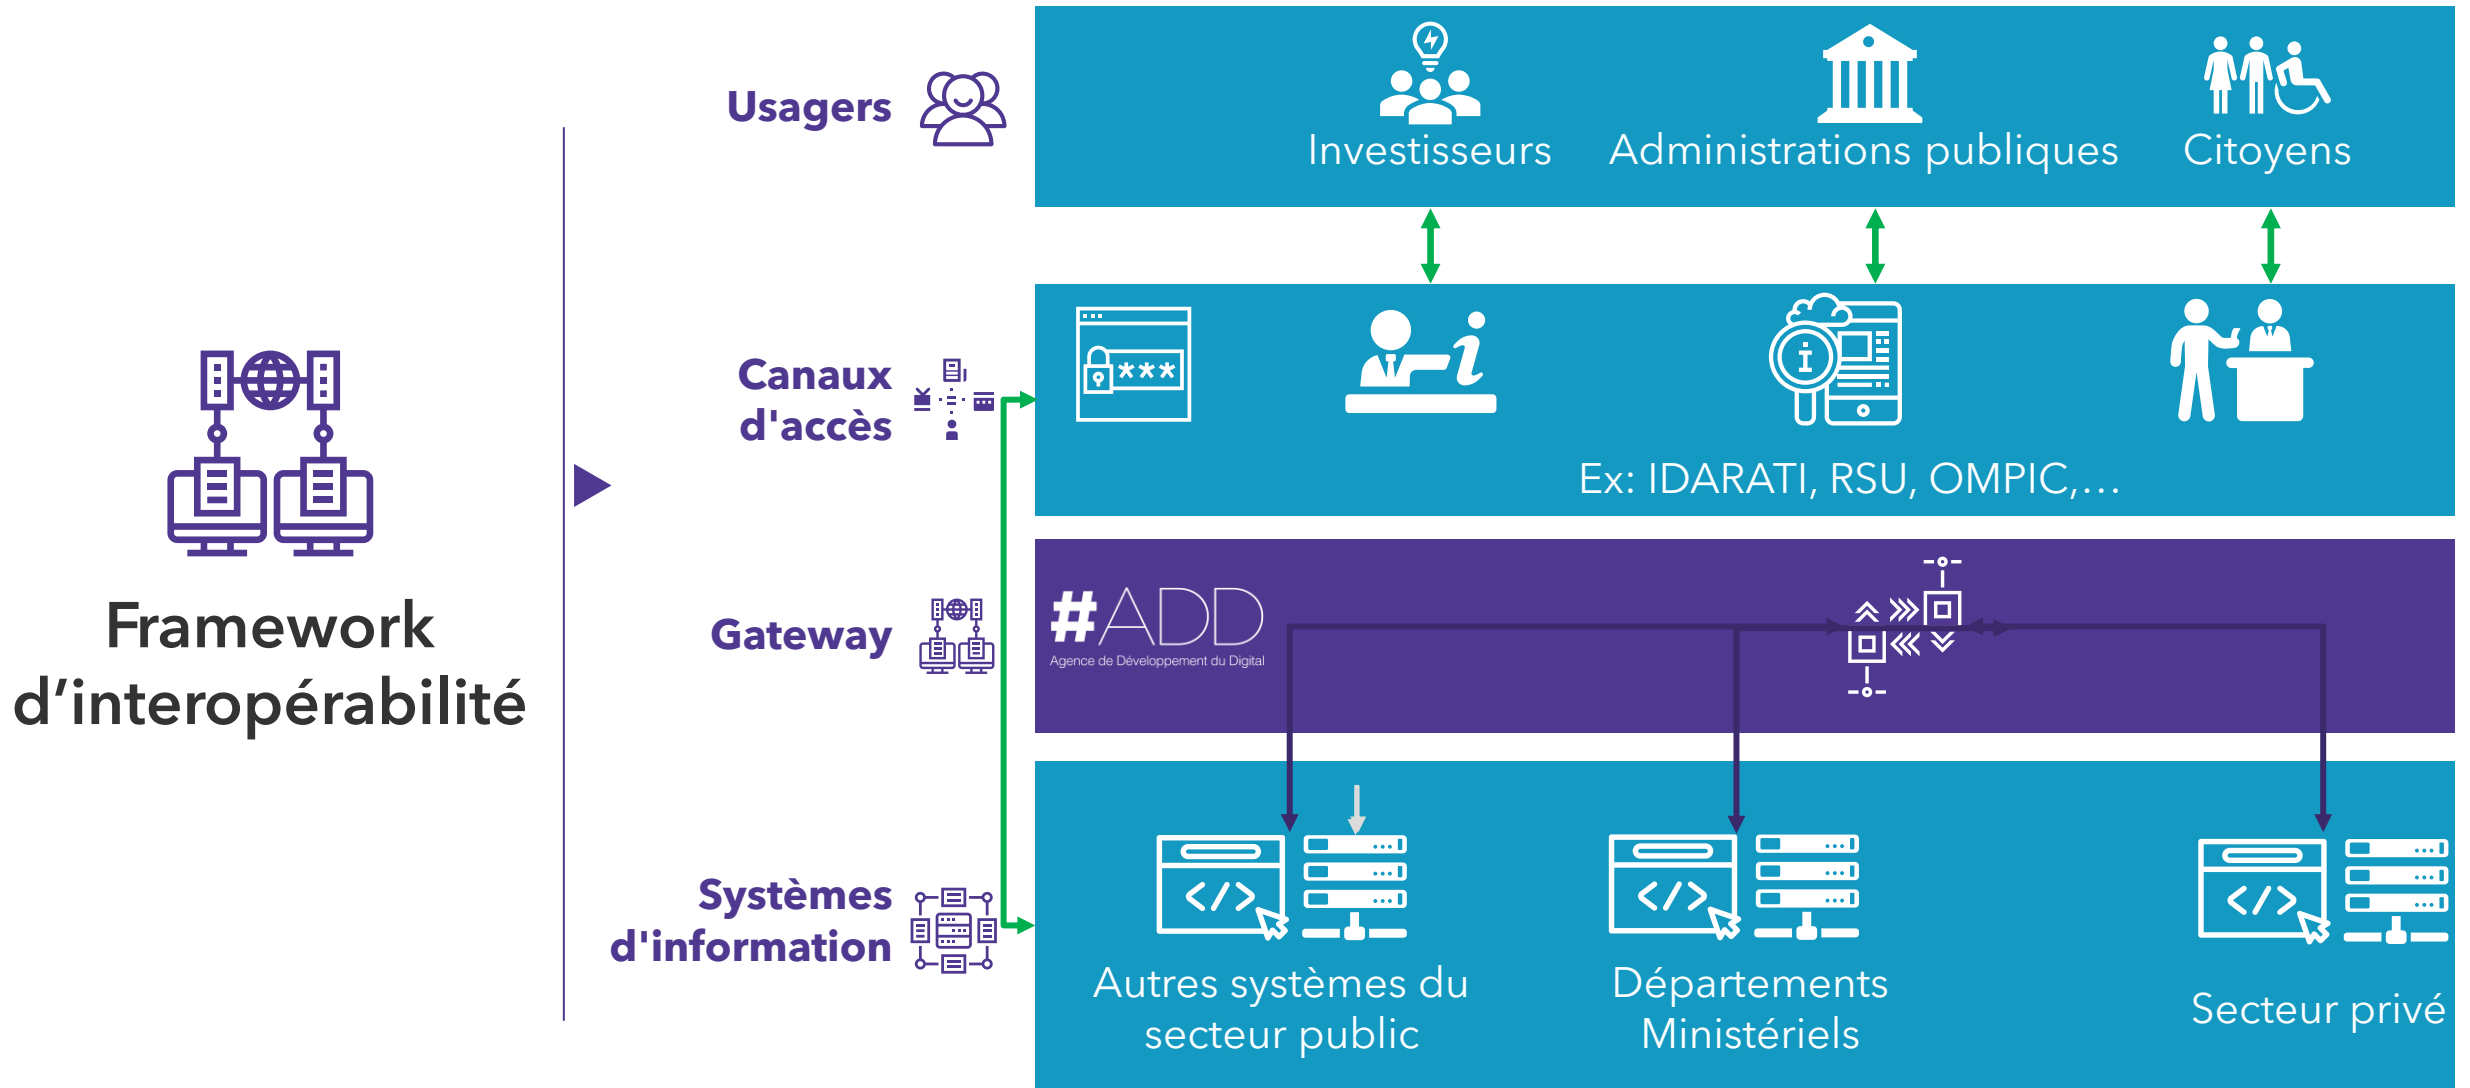 Framework
d’interopérabilité
Usagers
Investisseurs
Administrations publiques
Citoyens
Canaux
d'accès
***
i
i
Ex: IDARATI, RSU, OMPIC,…
Gateway
#ADD
Agence de Développement du Digital
Systèmes
d'information
</>
Autres systèmes du
secteur public
</>
Départements
Ministériels
</>
Secteur privé